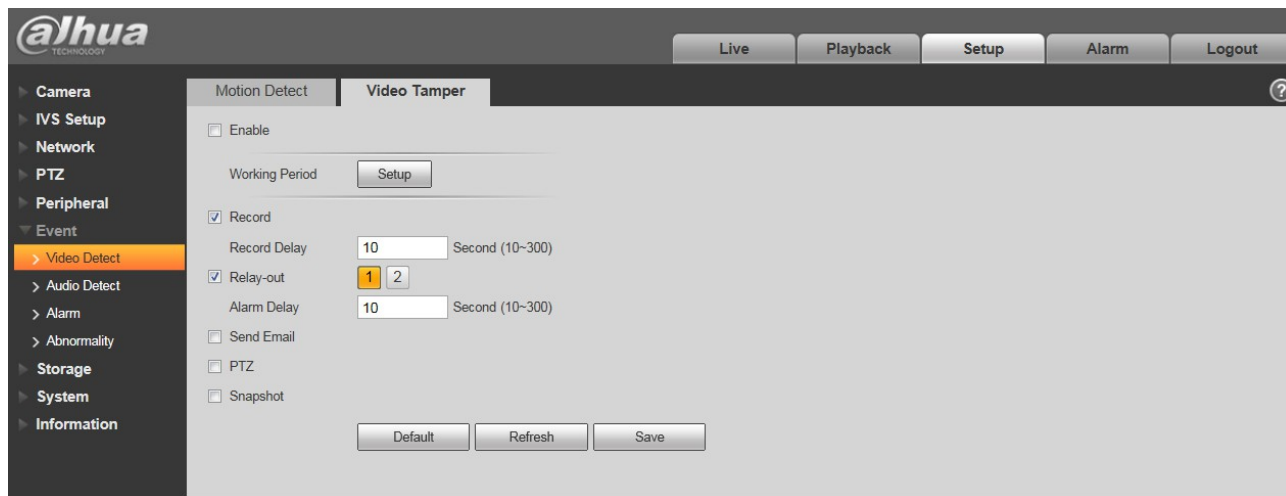 alhua
TECHNOLOGY
Live Playback Setup Alarm Logout
Camera
IVS Setup
Network
PTZ
Peripheral
Event
Video Detect
Audio Detect
Alarm
Abnormality
Storage
System
Information
Motion Detect Video Tamper
?
Enable
Working Period Setup
Record
Record Delay 10 Second (10~300)
Relay-out 1 2
Alarm Delay 10 Second (10~300)
Send Email
PTZ
Snapshot
Default Refresh Save